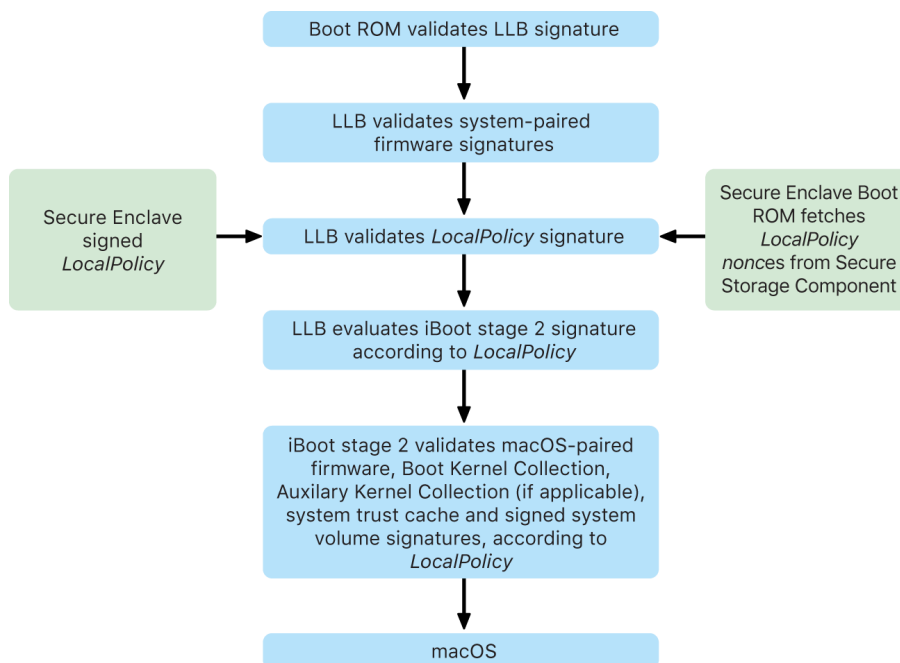 Boot ROM validates LLB signature
LLB validates system-paired
firmware signatures
Secure Enclave
signed
LocalPolicy
LLB validates LocalPolicy signature
Secure Enclave Boot
ROM fetches
LocalPolicy
nonces from Secure
Storage Component
LLB evaluates iBoot stage 2 signature
according to LocalPolicy
iBoot stage 2 validates macOS-paired
firmware, Boot Kernel Collection,
Auxilary Kernel Collection (if applicable),
system trust cache and signed system
volume signatures, according to
LocalPolicy
macOS